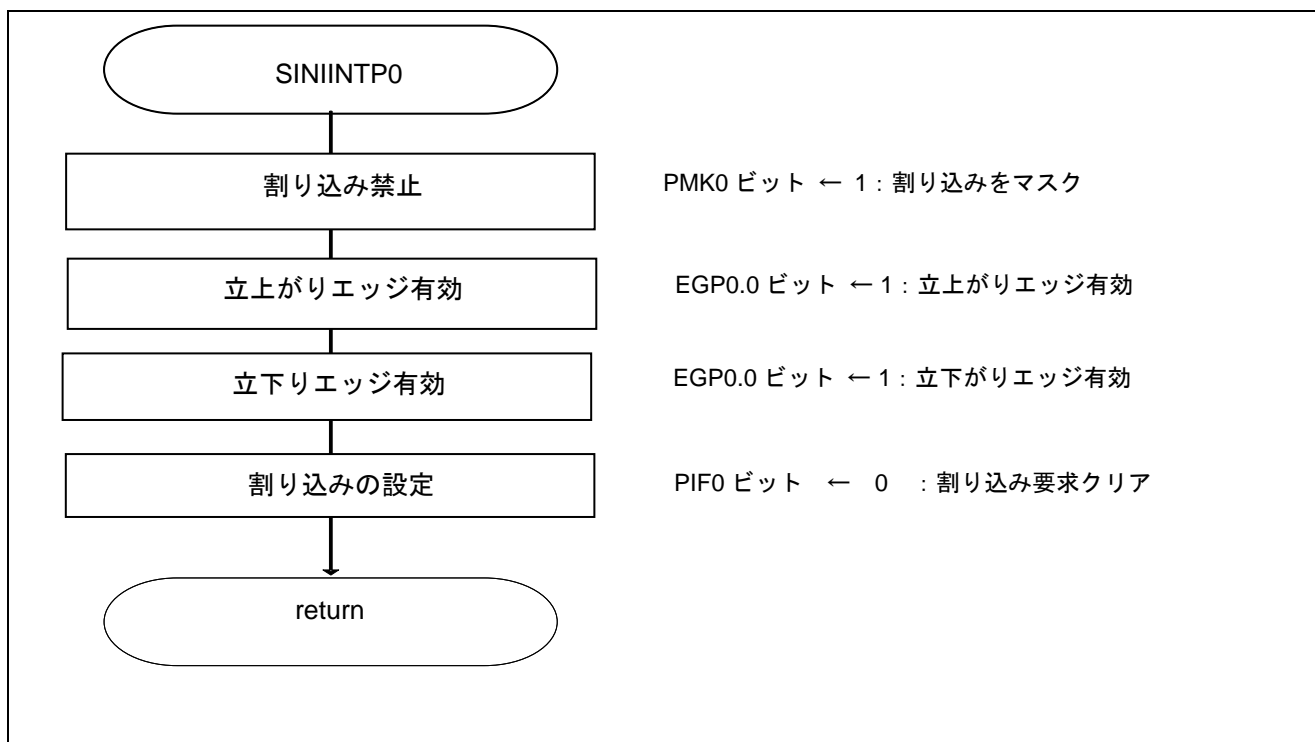 SINIINTP0
割り込み禁止 PMK0 ビット ← 1:割り込みをマスク
立上がりエッジ有効 EGP0.0 ビット ← 1:立上がりエッジ有効
立下りエッジ有効 EGP0.0 ビット ← 1:立下がりエッジ有効
割り込みの設定 PIF0 ビット ← 0 :割り込み要求クリア
return